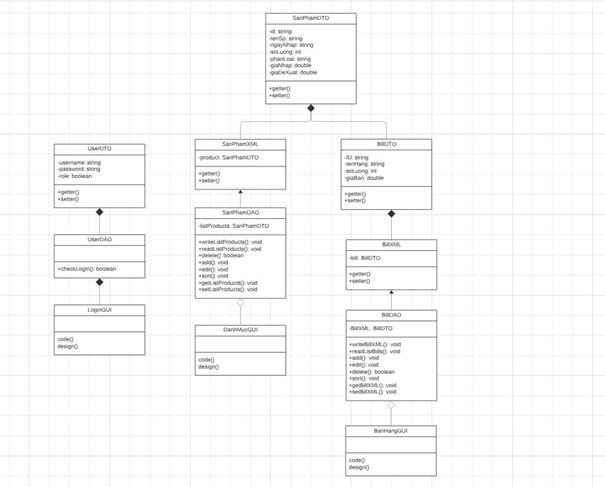 SanPhamDTO
-id: string
-tenSp: string
-ngayNhap: string
-soLuong: int
-phanLoai: string
-giaNhap: double
-giaDeXuat: double
+getter()
+setter()
UserDTO
-username: string
-password: string
-role: boolean
+getter()
+setter()
SanPhamXML
-product: SanPhamDTO
+getter()
+setter()
BillDTO
-ID: string
-tenHang: string
-soLuong: int
-giaBan: double
+getter()
+setter()
UserDAO
+checkLogin(): boolean
SanPhamDAO
-listProducts: SanPhamDTO
+writeListProducts(): void
+readListProducts(): void
+delete(): boolean
+add(): void
+edit(): void
+sort(): void
+getListProducts(): void
+setListProducts(): void
BillXML
-bill: BillDTO
+getter()
+setter()
LoginGUI
code()
design()
DanhMucGUI
code()
design()
BillDAO
-BillXML: BillDTO
+writeBillXML(): void
+readListBills(): void
+add(): void
+edit(): void
+delete(): boolean
+sort(): void
+getBillXML(): void
+setBillXML(): void
BanHangGUI
code()
design()